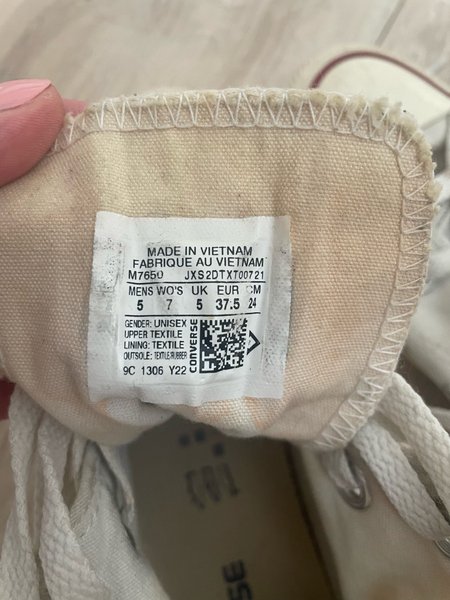 MADE IN VIETNAM
FABRIQUE AU VIETNAM
M7650 JXS2DTXT00721
MENS WO'S UK EUR CM
5 7 5 37.5 24
GENDER: UNISEX
UPPER TEXTILE
LINING: TEXTILE
OUTSOLE: TEXTILE/RUBBER
9C 1306 Y22
CONVERSE